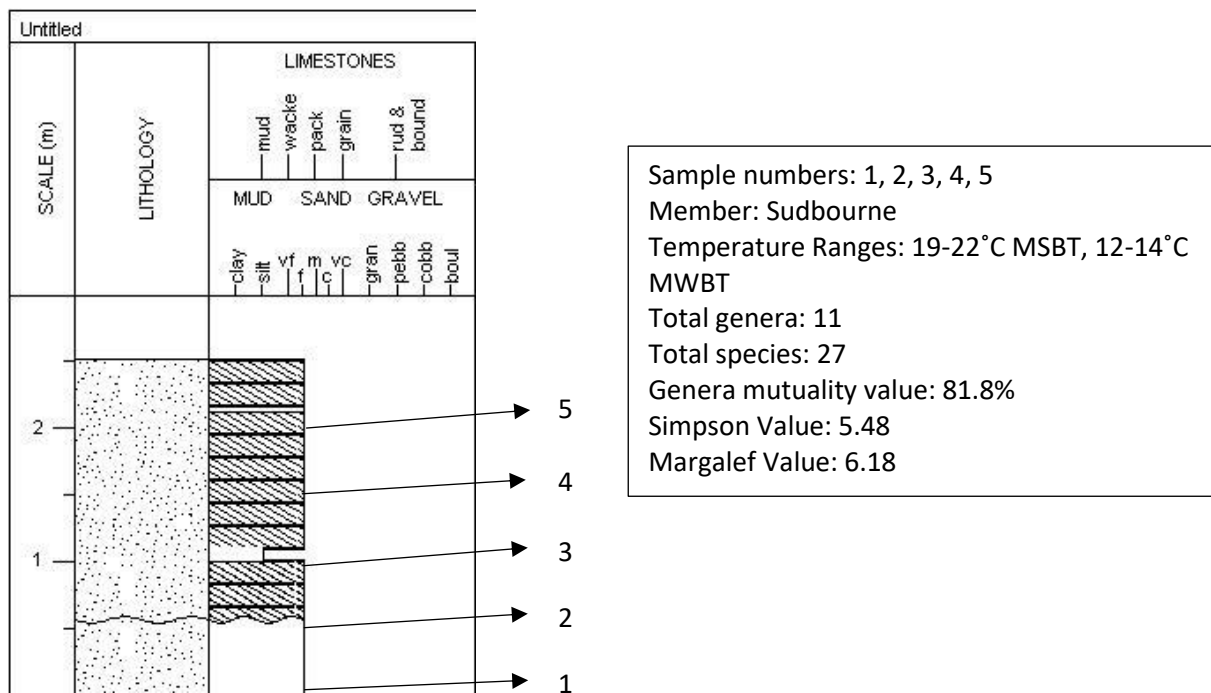 Untitled
SCALE (m)
LITHOLOGY
LIMESTONES
mud
wacke
pack
grain
rud &
bound
MUD SAND GRAVEL
clay
silt
vf
f
m
c
vc
gran
pebb
cobb
boul
2
1
5
4
3
2
1
Sample numbers: 1, 2, 3, 4, 5
Member: Sudbourne
Temperature Ranges: 19-22˚C MSBT, 12-14˚C
MWBT
Total genera: 11
Total species: 27
Genera mutuality value: 81.8%
Simpson Value: 5.48
Margalef Value: 6.18